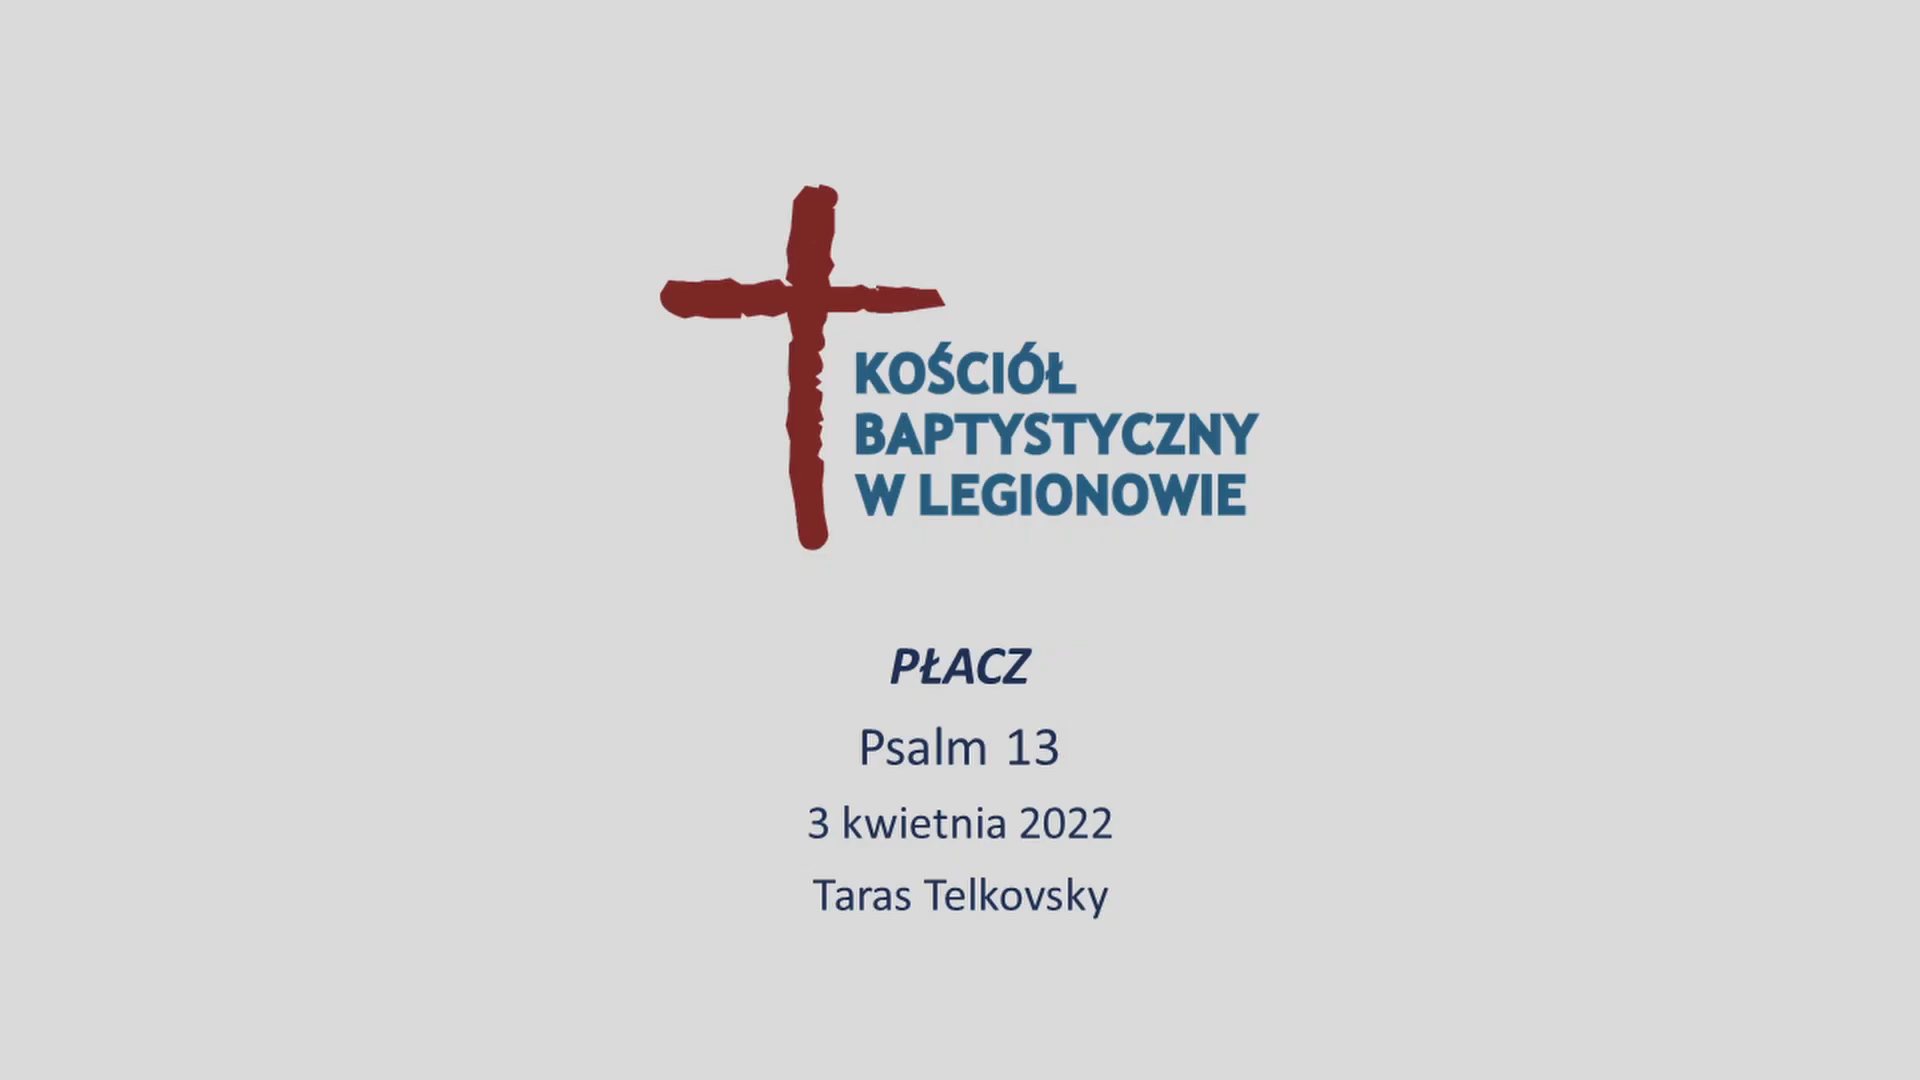 KOŚCIÓŁ
BAPTYSTYCZNY
W LEGIONOWIE
PŁACZ
Psalm 13
3 kwietnia 2022
Taras Telkovsky